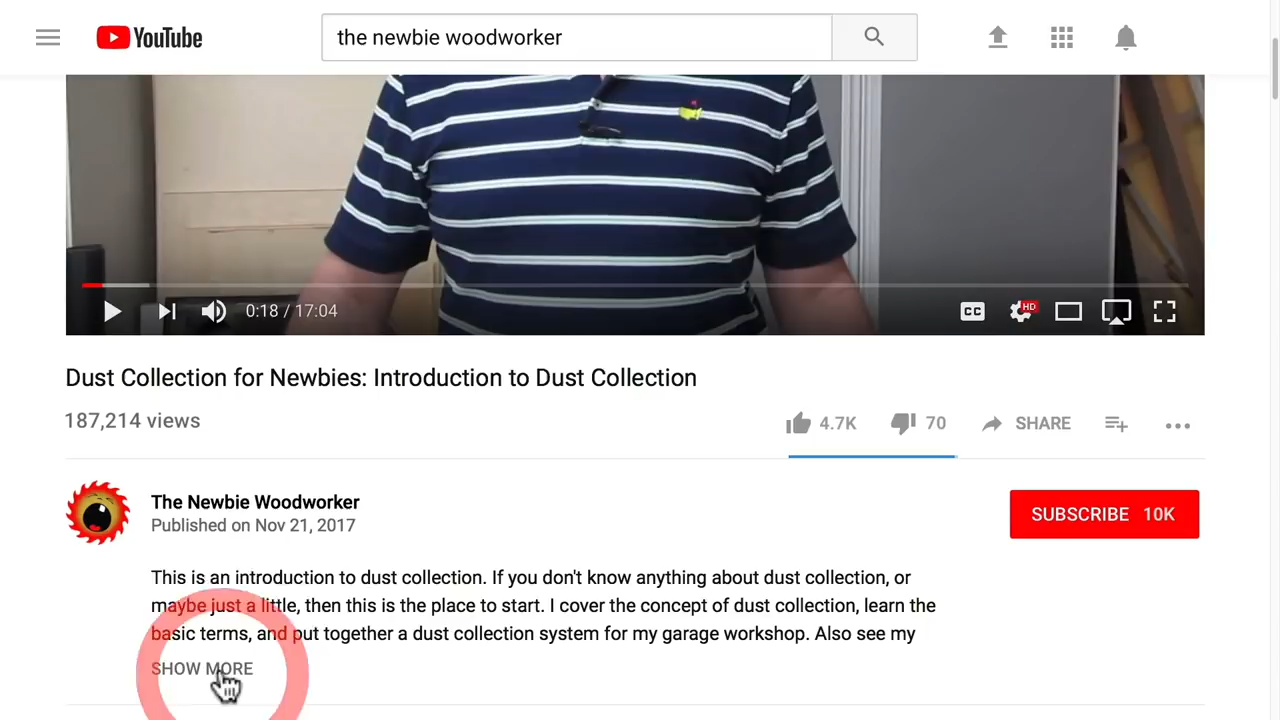 YouTube
the newbie woodworker
0:18 / 17:04
CC
HD
Dust Collection for Newbies: Introduction to Dust Collection
187,214 views
4.7K
70
SHARE
The Newbie Woodworker
Published on Nov 21, 2017
SUBSCRIBE 10K
This is an introduction to dust collection. If you don't know anything about dust collection, or
maybe just a little, then this is the place to start. I cover the concept of dust collection, learn the
basic terms, and put together a dust collection system for my garage workshop. Also see my
SHOW MORE